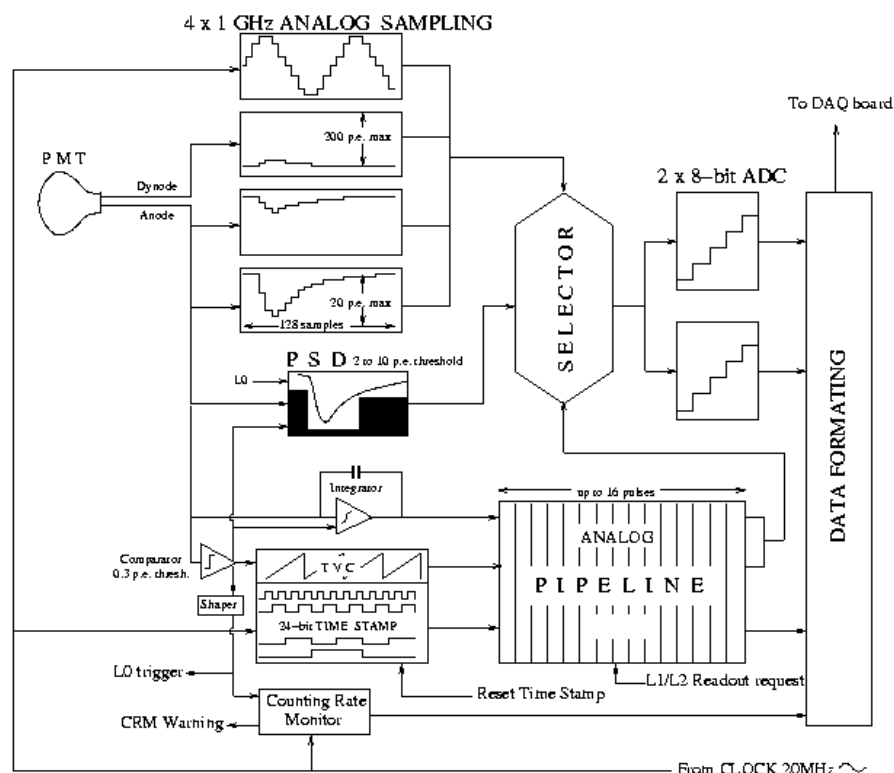 4 x 1 GHz ANALOG SAMPLING
To DAQ board
200 p.e. max
PMT
Dynode
Anode
2 x 8-bit ADC
20 p.e. max
128 samples
SELECTOR
PSD 2 to 10 p.e. threshold
L0
DATA FORMATING
Integrator
up to 16 pulses
ANALOG
PIPELINE
Comparator
0.3 p.e. thresh.
TVC
Shaper
24-bit TIME STAMP
L0 trigger
L1/L2 Readout request
Reset Time Stamp
Counting Rate
Monitor
CRM Warning
From CLOCK 20MHz